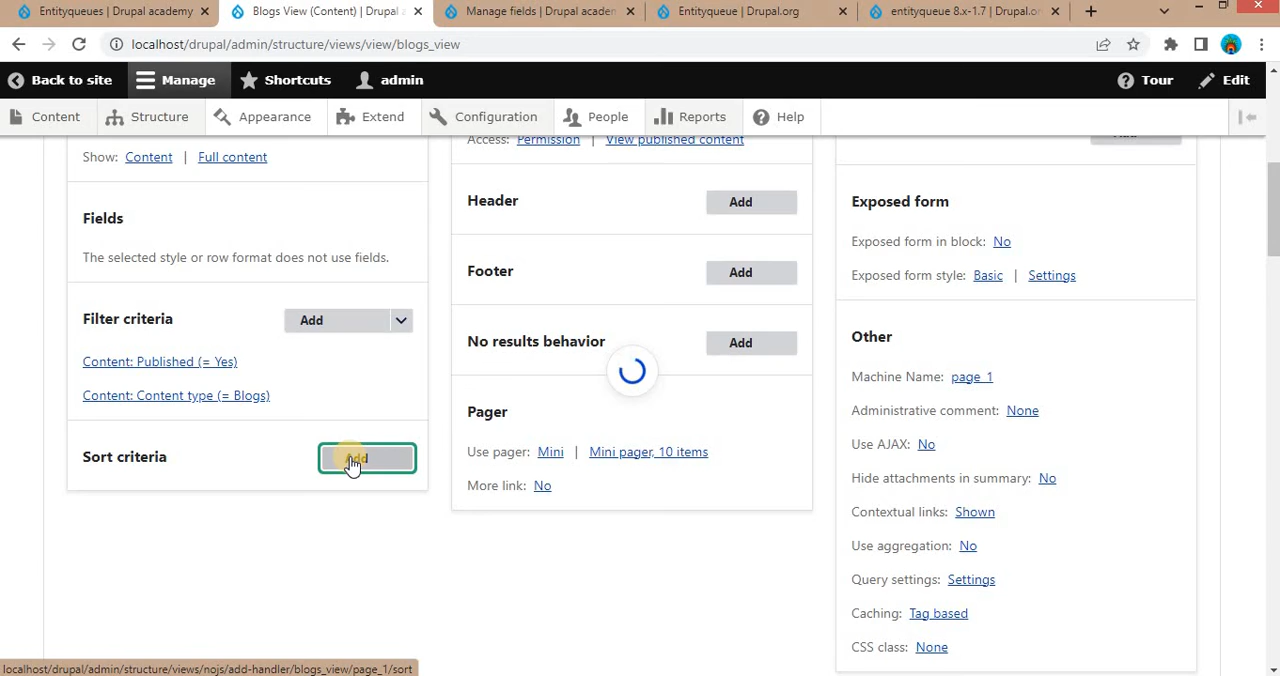 Entityqueues | Drupal academy
Blogs View (Content) | Drupal a
Manage fields | Drupal academ
Entityqueue | Drupal.org
entityqueue 8.x-1.7 | Drupal.or
localhost/drupal/admin/structure/views/view/blogs_view
Back to site
Manage
Shortcuts
admin
Tour
Edit
Content
Structure
Appearance
Extend
Configuration
People
Reports
Help
Show: Content | Full content
Fields
The selected style or row format does not use fields.
Filter criteria
Add
Content: Published (= Yes)
Content: Content type (= Blogs)
Sort criteria
Add
Access: Permission | View published content
Header
Add
Footer
Add
No results behavior
Add
Pager
Use pager: Mini | Mini pager, 10 items
More link: No
Exposed form
Exposed form in block: No
Exposed form style: Basic | Settings
Other
Machine Name: page_1
Administrative comment: None
Use AJAX: No
Hide attachments in summary: No
Contextual links: Shown
Use aggregation: No
Query settings: Settings
Caching: Tag based
CSS class: None
localhost/drupal/admin/structure/views/nojs/add-handler/blogs_view/page_1/sort